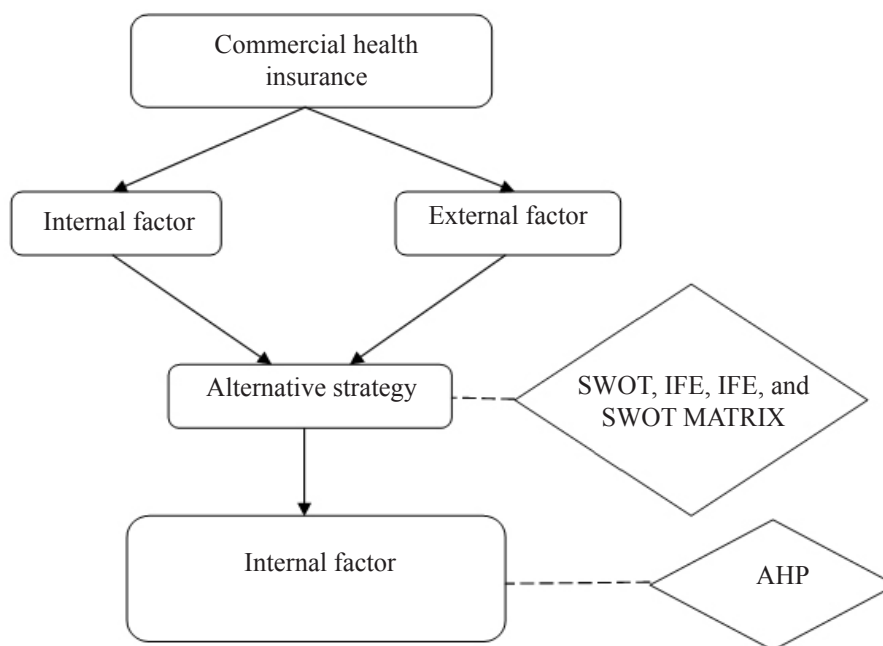 Commercial health
insurance
Internal factor
External factor
Alternative strategy
SWOT, IFE, IFE, and
SWOT MATRIX
Internal factor
AHP